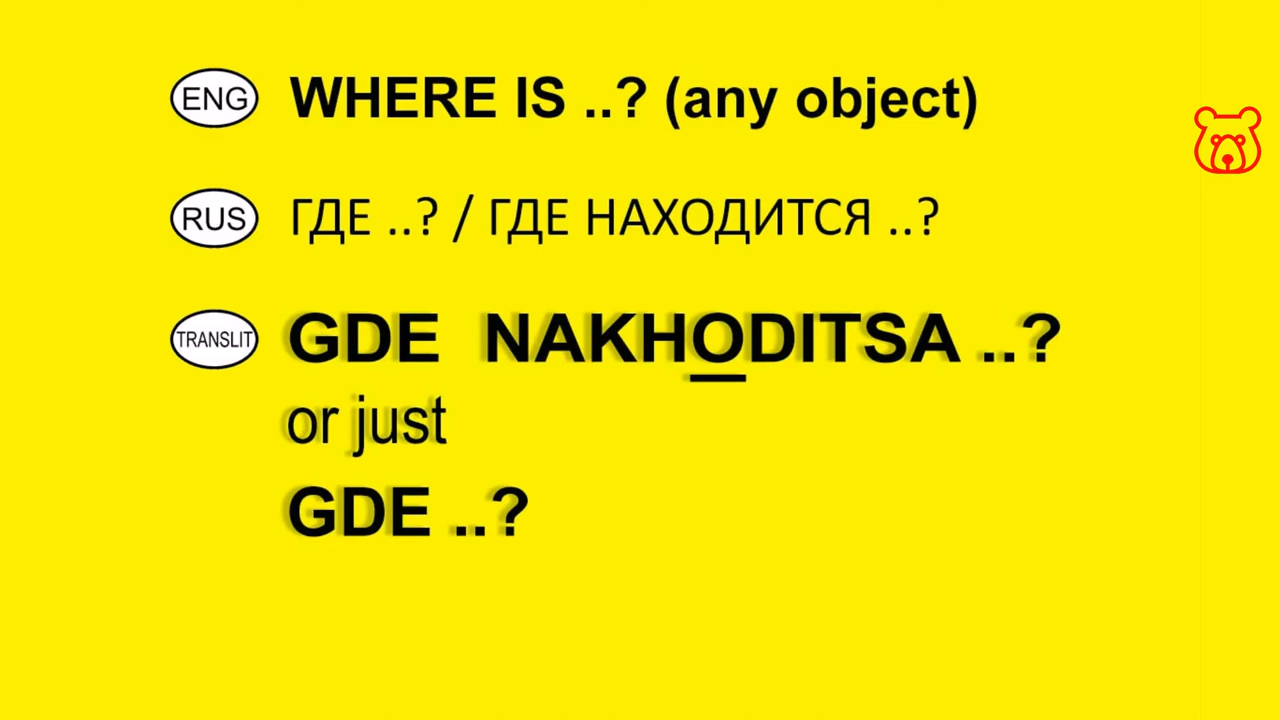 ENG WHERE IS ..? (any object)
RUS ГДЕ ..? / ГДЕ НАХОДИТСЯ ..?
TRANSLIT GDE NAKHODITSA ..?
or just
GDE ..?